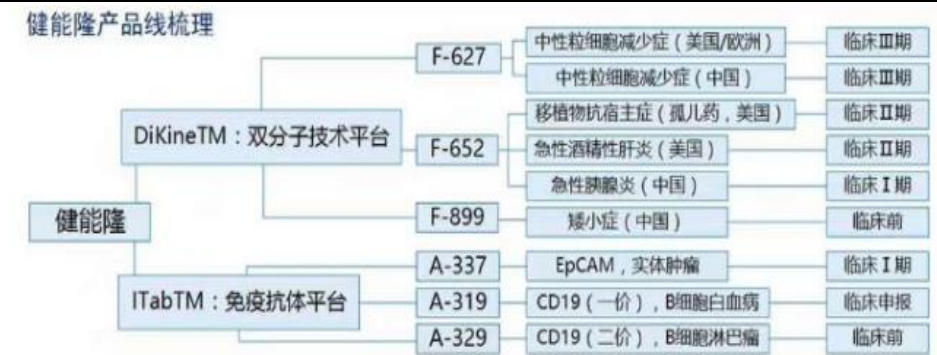 健能隆产品线梳理
F-627
中性粒细胞减少症（美国/欧洲）
临床Ⅲ期
中性粒细胞减少症（中国）
临床Ⅲ期
DiKineTM：双分子技术平台
F-652
移植物抗宿主症（孤儿药，美国）
临床Ⅱ期
急性酒精性肝炎（美国）
临床Ⅱ期
急性胰腺炎（中国）
临床Ⅰ期
F-899
矮小症（中国）
临床前
健能隆
ITabTM：免疫抗体平台
A-337
EpCAM，实体肿瘤
临床Ⅰ期
A-319
CD19（一价），B细胞白血病
临床申报
A-329
CD19（二价），B细胞淋巴瘤
临床前